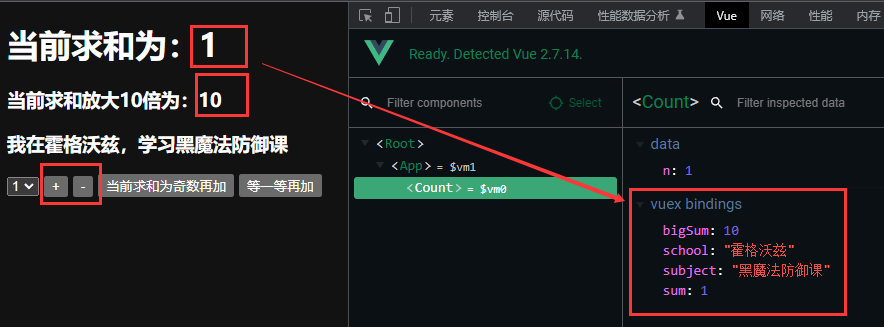 当前求和为：1
当前求和放大10倍为：10
我在霍格沃兹，学习黑魔法防御课
1 + - 当前求和为奇数再加 等一等再加
元素 控制台 源代码 性能数据分析 Vue 网络 性能 内存
Ready. Detected Vue 2.7.14.
Filter components Select
<Root>
<App> = $vm1
<Count> = $vm0
<Count> Filter inspected data
data
n: 1
vuex bindings
bigSum: 10
school: "霍格沃兹"
subject: "黑魔法防御课"
sum: 1